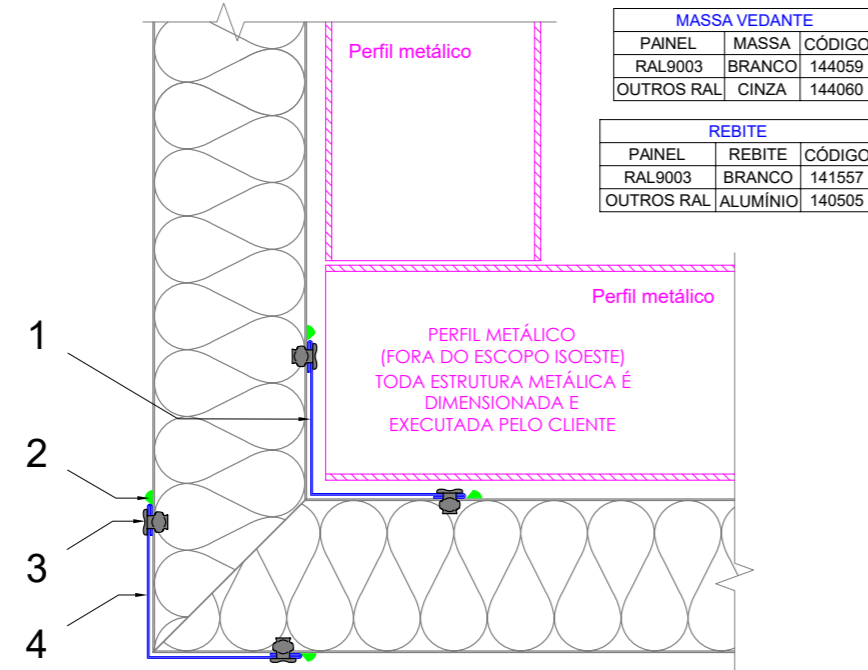 Perfil metálico
MASSA VEDANTE
PAINEL MASSA CÓDIGO
RAL9003 BRANCO 144059
OUTROS RAL CINZA 144060
REBITE
PAINEL REBITE CÓDIGO
RAL9003 BRANCO 141557
OUTROS RAL ALUMÍNIO 140505
Perfil metálico
PERFIL METÁLICO
(FORA DO ESCOPO ISOESTE)
TODA ESTRUTURA METÁLICA É
DIMENSIONADA E
EXECUTADA PELO CLIENTE
1
2
3
4